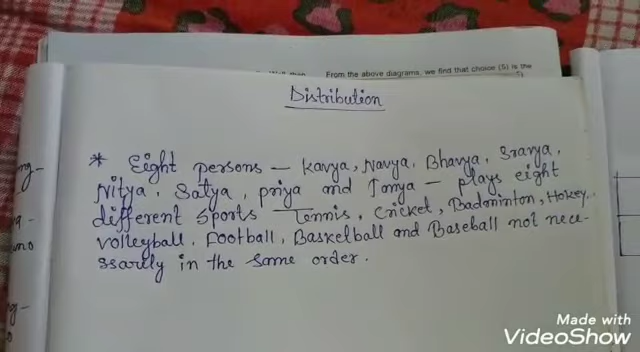 From the above diagrams, we find that choice (5) is the
Distribution
* Eight persons – Kavya, Navya, Bhavya, Sravya,
Nitya, Satya, Priya and Tanya – plays eight
different Sports – Tennis, Cricket, Badminton, Hokey,
Volleyball, Football, Basketball and Baseball not nece-
ssarily in the same order.
Made with
VideoShow